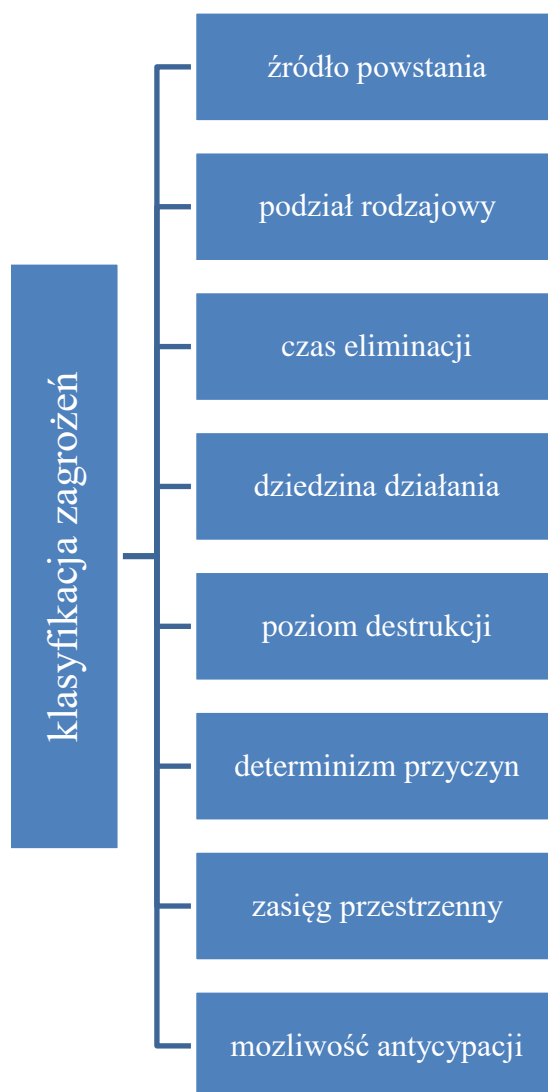 klasyfikacja zagrożeń
źródło powstania
podział rodzajowy
czas eliminacji
dziedzina działania
poziom destrukcji
determinizm przyczyn
zasięg przestrzenny
mozliwość antycypacji